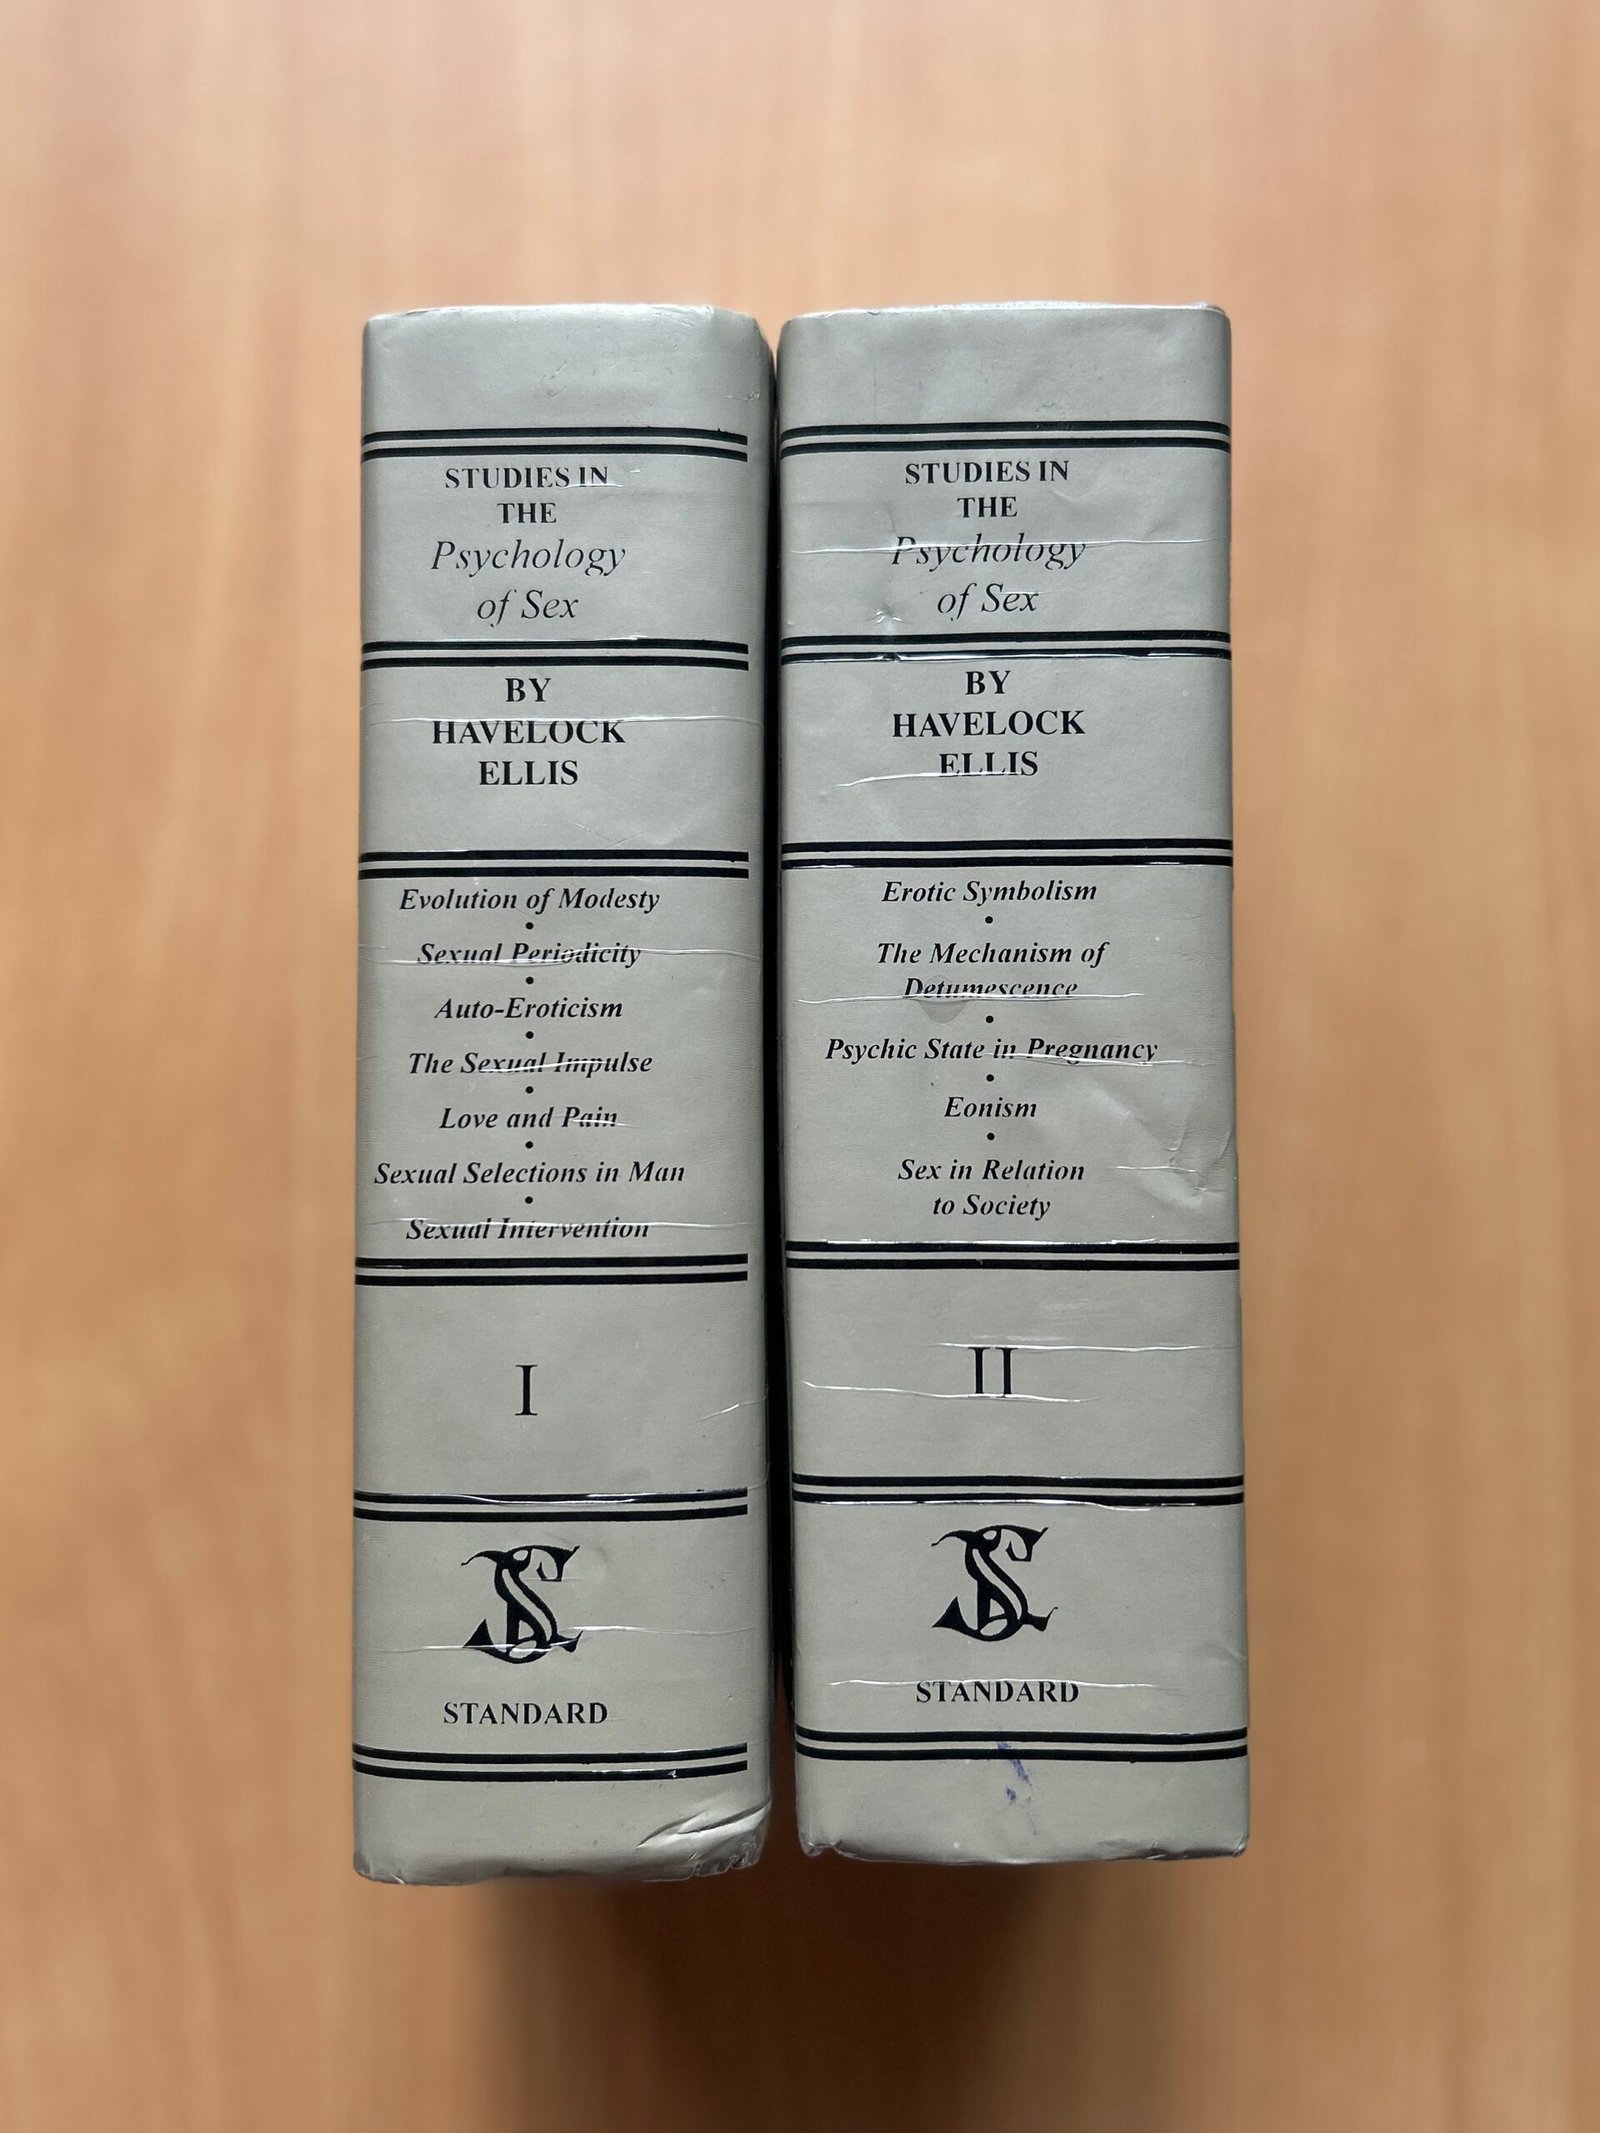 STUDIES IN
THE
Psychology
of Sex
BY
HAVELOCK
ELLIS
Evolution of Modesty
•
Sexual Periodicity
•
Auto-Eroticism
•
The Sexual Impulse
•
Love and Pain
•
Sexual Selections in Man
•
Sexual Intervention
I
SL
STANDARD
STUDIES IN
THE
Psychology
of Sex
BY
HAVELOCK
ELLIS
Erotic Symbolism
•
The Mechanism of
Detumescence
•
Psychic State in Pregnancy
•
Eonism
•
Sex in Relation
to Society
II
SL
STANDARD